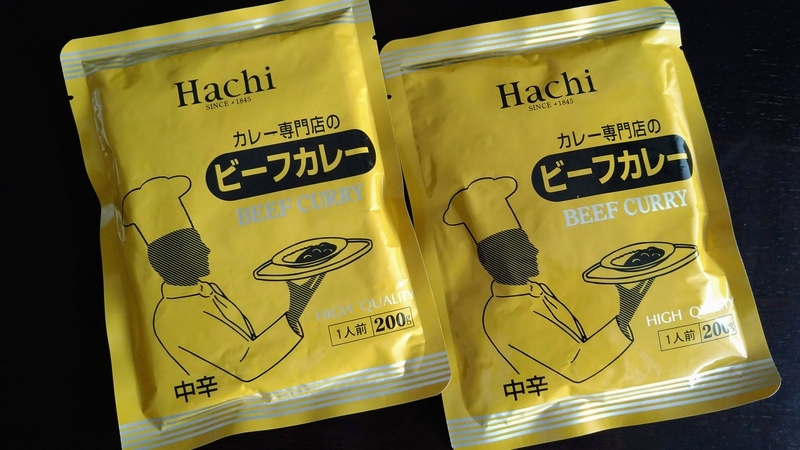 Hachi
SINCE • 1845
カレー専門店の
ビーフカレー
BEEF CURRY
HIGH QUALITY
1人前 200g
中辛
Hachi
SINCE • 1845
カレー専門店の
ビーフカレー
BEEF CURRY
HIGH QUALITY
1人前 200g
中辛